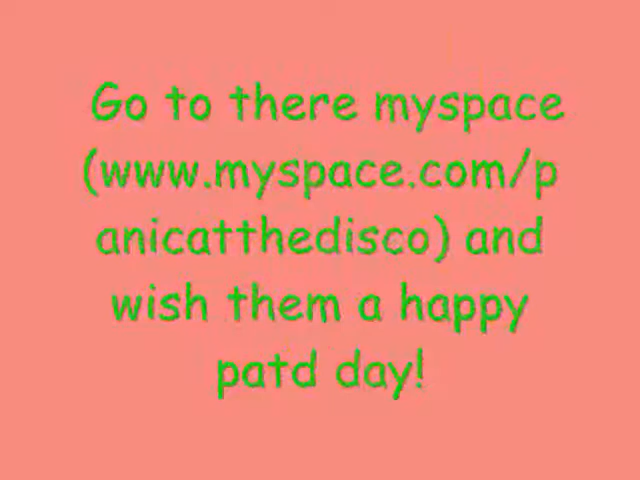 Go to there myspace
(www.myspace.com/p
anicatthedisco) and
wish them a happy
patd day!